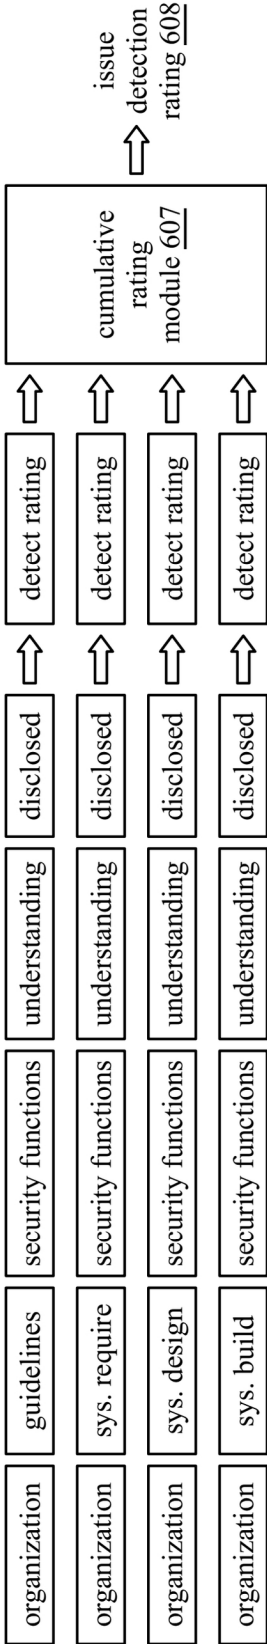 organization guidelines security functions understanding disclosed detect rating
organization sys. require security functions understanding disclosed detect rating
organization sys. design security functions understanding disclosed detect rating
organization sys. build security functions understanding disclosed detect rating
cumulative
rating
module 607
issue
detection
rating 608